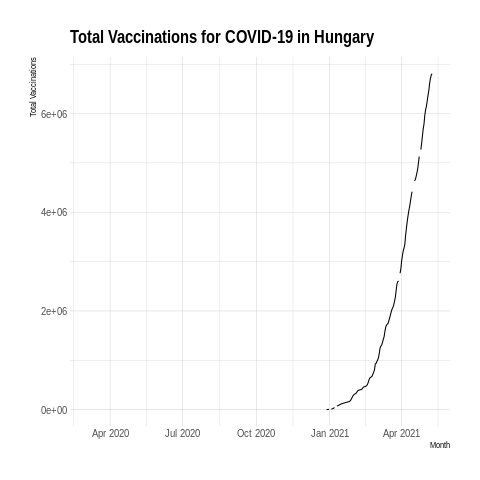 Total Vaccinations for COVID-19 in Hungary
Total Vaccinations
6e+06
4e+06
2e+06
0e+00
Apr 2020
Jul 2020
Oct 2020
Jan 2021
Apr 2021
Month